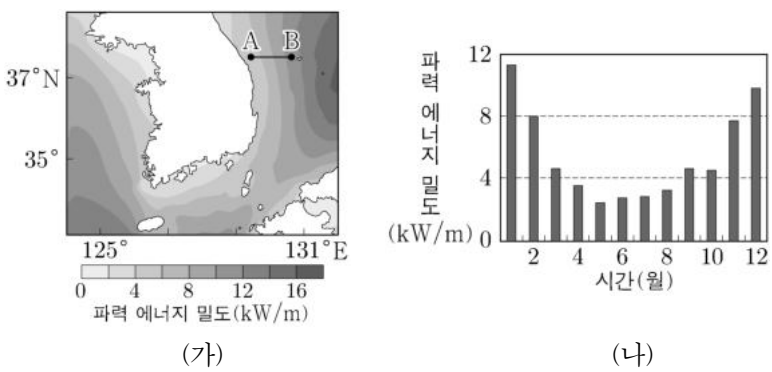 A B
37°N
35°
125° 131°E
0 4 8 12 16
파력 에너지 밀도(kW/m)
(가)
파력 에너지 밀도
(kW/m)
12
8
4
0
2 4 6 8 10 12
시간(월)
(나)